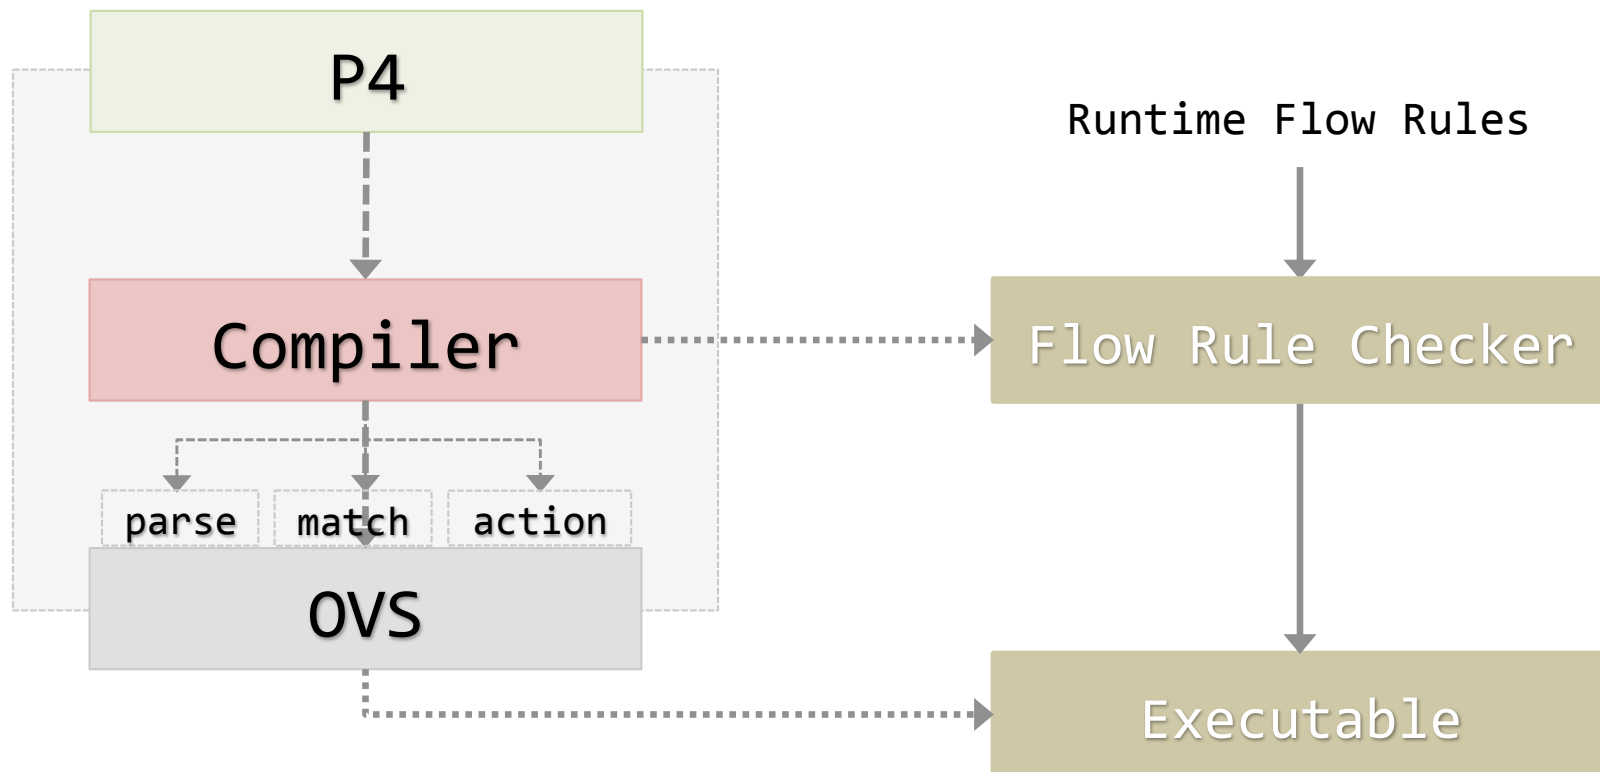 P4
Runtime Flow Rules
Compiler
Flow Rule Checker
parse
match
action
OVS
Executable